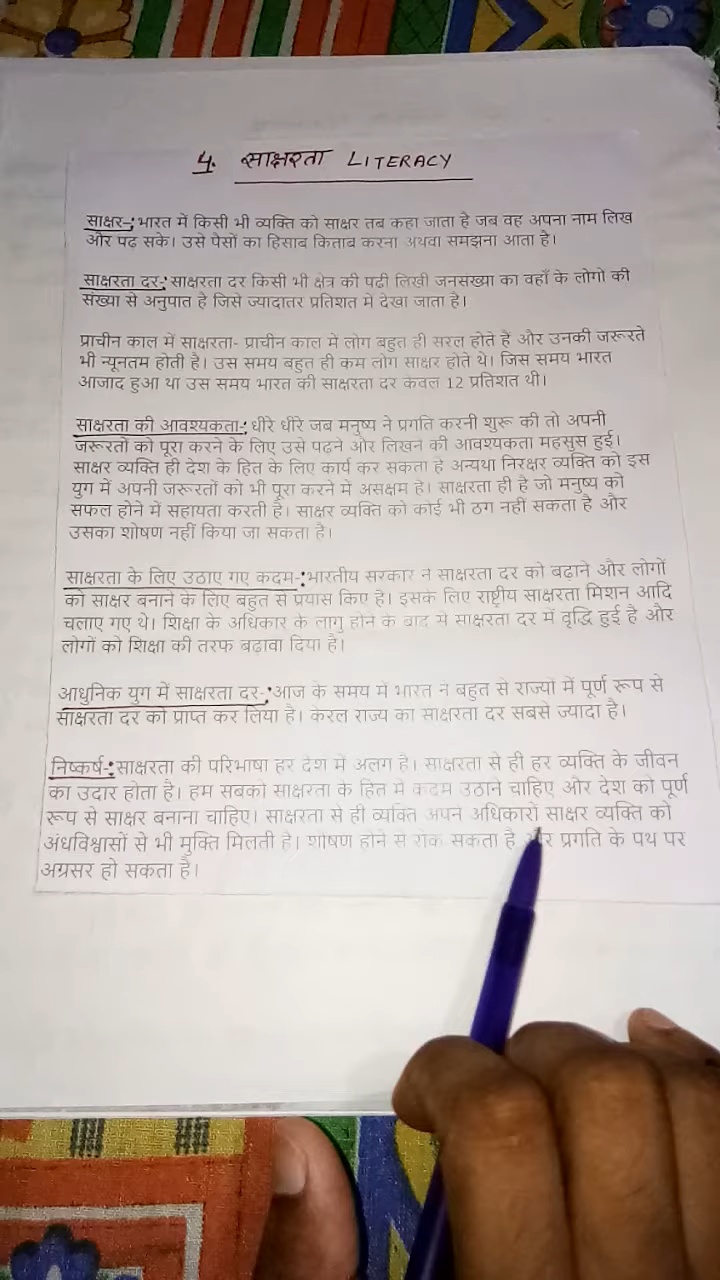 4. साक्षरता LITERACY
साक्षर-: भारत में किसी भी व्यक्ति को साक्षर तब कहा जाता है जब वह अपना नाम लिख
और पढ़ सके। उसे पैसों का हिसाब किताब करना अथवा समझना आता है।
साक्षरता दर-: साक्षरता दर किसी भी क्षेत्र की पढ़ी लिखी जनसंख्या का वहाँ के लोगों की
संख्या से अनुपात है जिसे ज्यादातर प्रतिशत में देखा जाता है।
प्राचीन काल में साक्षरता- प्राचीन काल में लोग बहुत ही सरल होते है और उनकी जरूरते
भी न्यूनतम होती है। उस समय बहुत ही कम लोग साक्षर होते थे। जिस समय भारत
आजाद हुआ था उस समय भारत की साक्षरता दर केवल 12 प्रतिशत थी।
साक्षरता की आवश्यकता-: धीरे धीरे जब मनुष्य ने प्रगति करनी शुरू की तो अपनी
जरूरतों को पूरा करने के लिए उसे पढ़ने और लिखने की आवश्यकता महसुस हुई।
साक्षर व्यक्ति ही देश के हित के लिए कार्य कर सकता है अन्यथा निरक्षर व्यक्ति को इस
युग में अपनी जरूरतों को भी पूरा करने में असक्षम है। साक्षरता ही है जो मनुष्य को
सफल होने में सहायता करती है। साक्षर व्यक्ति को कोई भी ठग नहीं सकता है और
उसका शोषण नहीं किया जा सकता है।
साक्षरता के लिए उठाए गए कदम-: भारतीय सरकार ने साक्षरता दर को बढ़ाने और लोगों
को साक्षर बनाने के लिए बहुत से प्रयास किए है। इसके लिए राष्ट्रीय साक्षरता मिशन आदि
चलाए गए थे। शिक्षा के अधिकार के लागु होने के बाद से साक्षरता दर में वृद्धि हुई है और
लोगों को शिक्षा की तरफ बढ़ावा दिया है।
आधुनिक युग में साक्षरता दर-: आज के समय में भारत ने बहुत से राज्यों में पूर्ण रूप से
साक्षरता दर को प्राप्त कर लिया है। केरल राज्य का साक्षरता दर सबसे ज्यादा है।
निष्कर्ष-: साक्षरता की परिभाषा हर देश में अलग है। साक्षरता से ही हर व्यक्ति के जीवन
का उदार होता है। हम सबको साक्षरता के हित में कदम उठाने चाहिए और देश को पूर्ण
रूप से साक्षर बनाना चाहिए। साक्षरता से ही व्यक्ति अपने अधिकारों साक्षर व्यक्ति को
अंधविश्वासों से भी मुक्ति मिलती है। शोषण होने से रोक सकता है और प्रगति के पथ पर
अग्रसर हो सकता है।